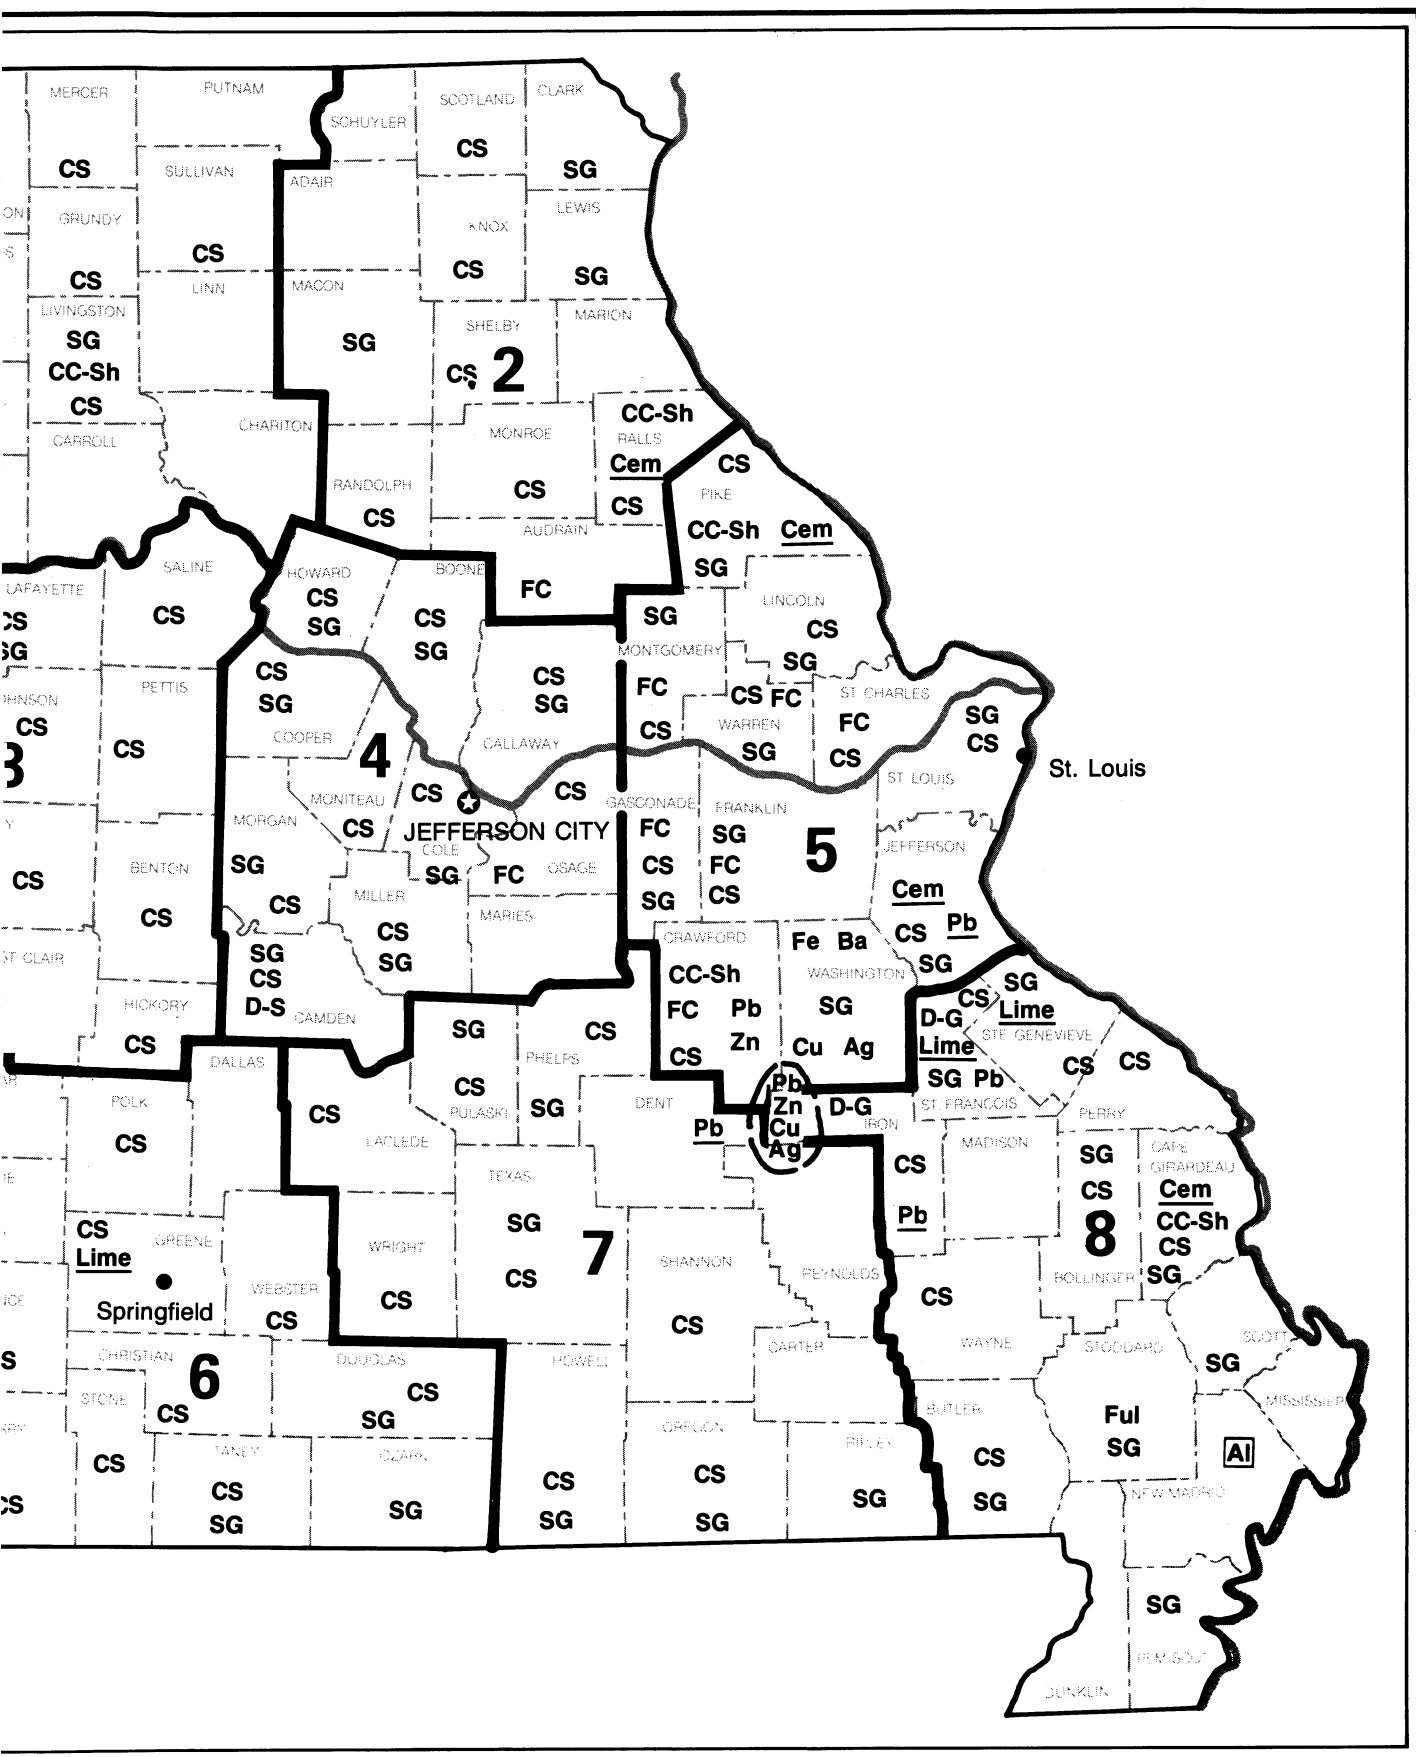 MERCER
PUTNAM
SCHUYLER
SCOTLAND
CLARK
CS
CS
SG
SULLIVAN
ADAIR
ON
GRUNDY
KNOX
LEWIS
S
CS
CS
CS
SG
LINN
MACON
LIVINGSTON
SG
CC-Sh
CS
SG
SHELBY
MARION
CS
2
CARROLL
CHARITON
MONROE
CC-Sh
RALLS
Cem
CS
RANDOLPH
CS
CS
AUDRAIN
FC
CS
PIKE
CC-Sh
Cem
SG
LAFAYETTE
CS
SG
SALINE
CS
HOWARD
CS
SG
BOONE
CS
SG
SG
MONTGOMERY
FC
CS
LINCOLN
CS
SG
OHNSON
CS
3
PETTIS
CS
CS
SG
COOPER
4
CS
SG
CALLAWAY
CS FC
WARREN
SG
ST CHARLES
FC
CS
SG
CS
ST LOUIS
St. Louis
MONITEAU
CS
CS
JEFFERSON CITY
COLE
SG
CS
FC
OSAGE
GASCONADE
FC
CS
SG
FRANKLIN
SG
FC
CS
5
JEFFERSON
Cem
CS
Pb
SG
Y
CS
BENTON
CS
MORGAN
SG
CS
MILLER
CS
SG
MARIES
ST CLAIR
HICKORY
CS
SG
CS
D-S
CAMDEN
CRAWFORD
CC-Sh
FC
Pb
Zn
CS
Fe
Ba
WASHINGTON
SG
Cu
Ag
SG
CS
Lime
STE GENEVIEVE
CS
D-G
Lime
SG Pb
ST. FRANCOIS
CS
PERRY
DALLAS
POLK
CS
CS
LACLEDE
SG
CS
PULASKI
CS
PHELPS
SG
DENT
Pb
Pb
Zn
Cu
Ag
D-G
IRON
CS
Pb
MADISON
SG
CS
8
BOLLINGER
CAPE
GIRARDEAU
Cem
CC-Sh
CS
SG
CS
Lime
GREENE
Springfield
WEBSTER
CS
WRIGHT
CS
TEXAS
SG
CS
7
SHANNON
CS
REYNOLDS
CS
WAYNE
S
CHRISTIAN
6
CS
STONE
CS
DOUGLAS
CS
SG
HOWELL
CS
SG
CARTER
STODDARD
Ful
SG
SCOTT
SG
MISSISSIPPI
CS
TANEY
CS
SG
OZARK
SG
OREGON
CS
SG
RIPLEY
SG
BUTLER
CS
SG
Al
NEW MADRID
SG
PEMISCOT
DUNKLIN